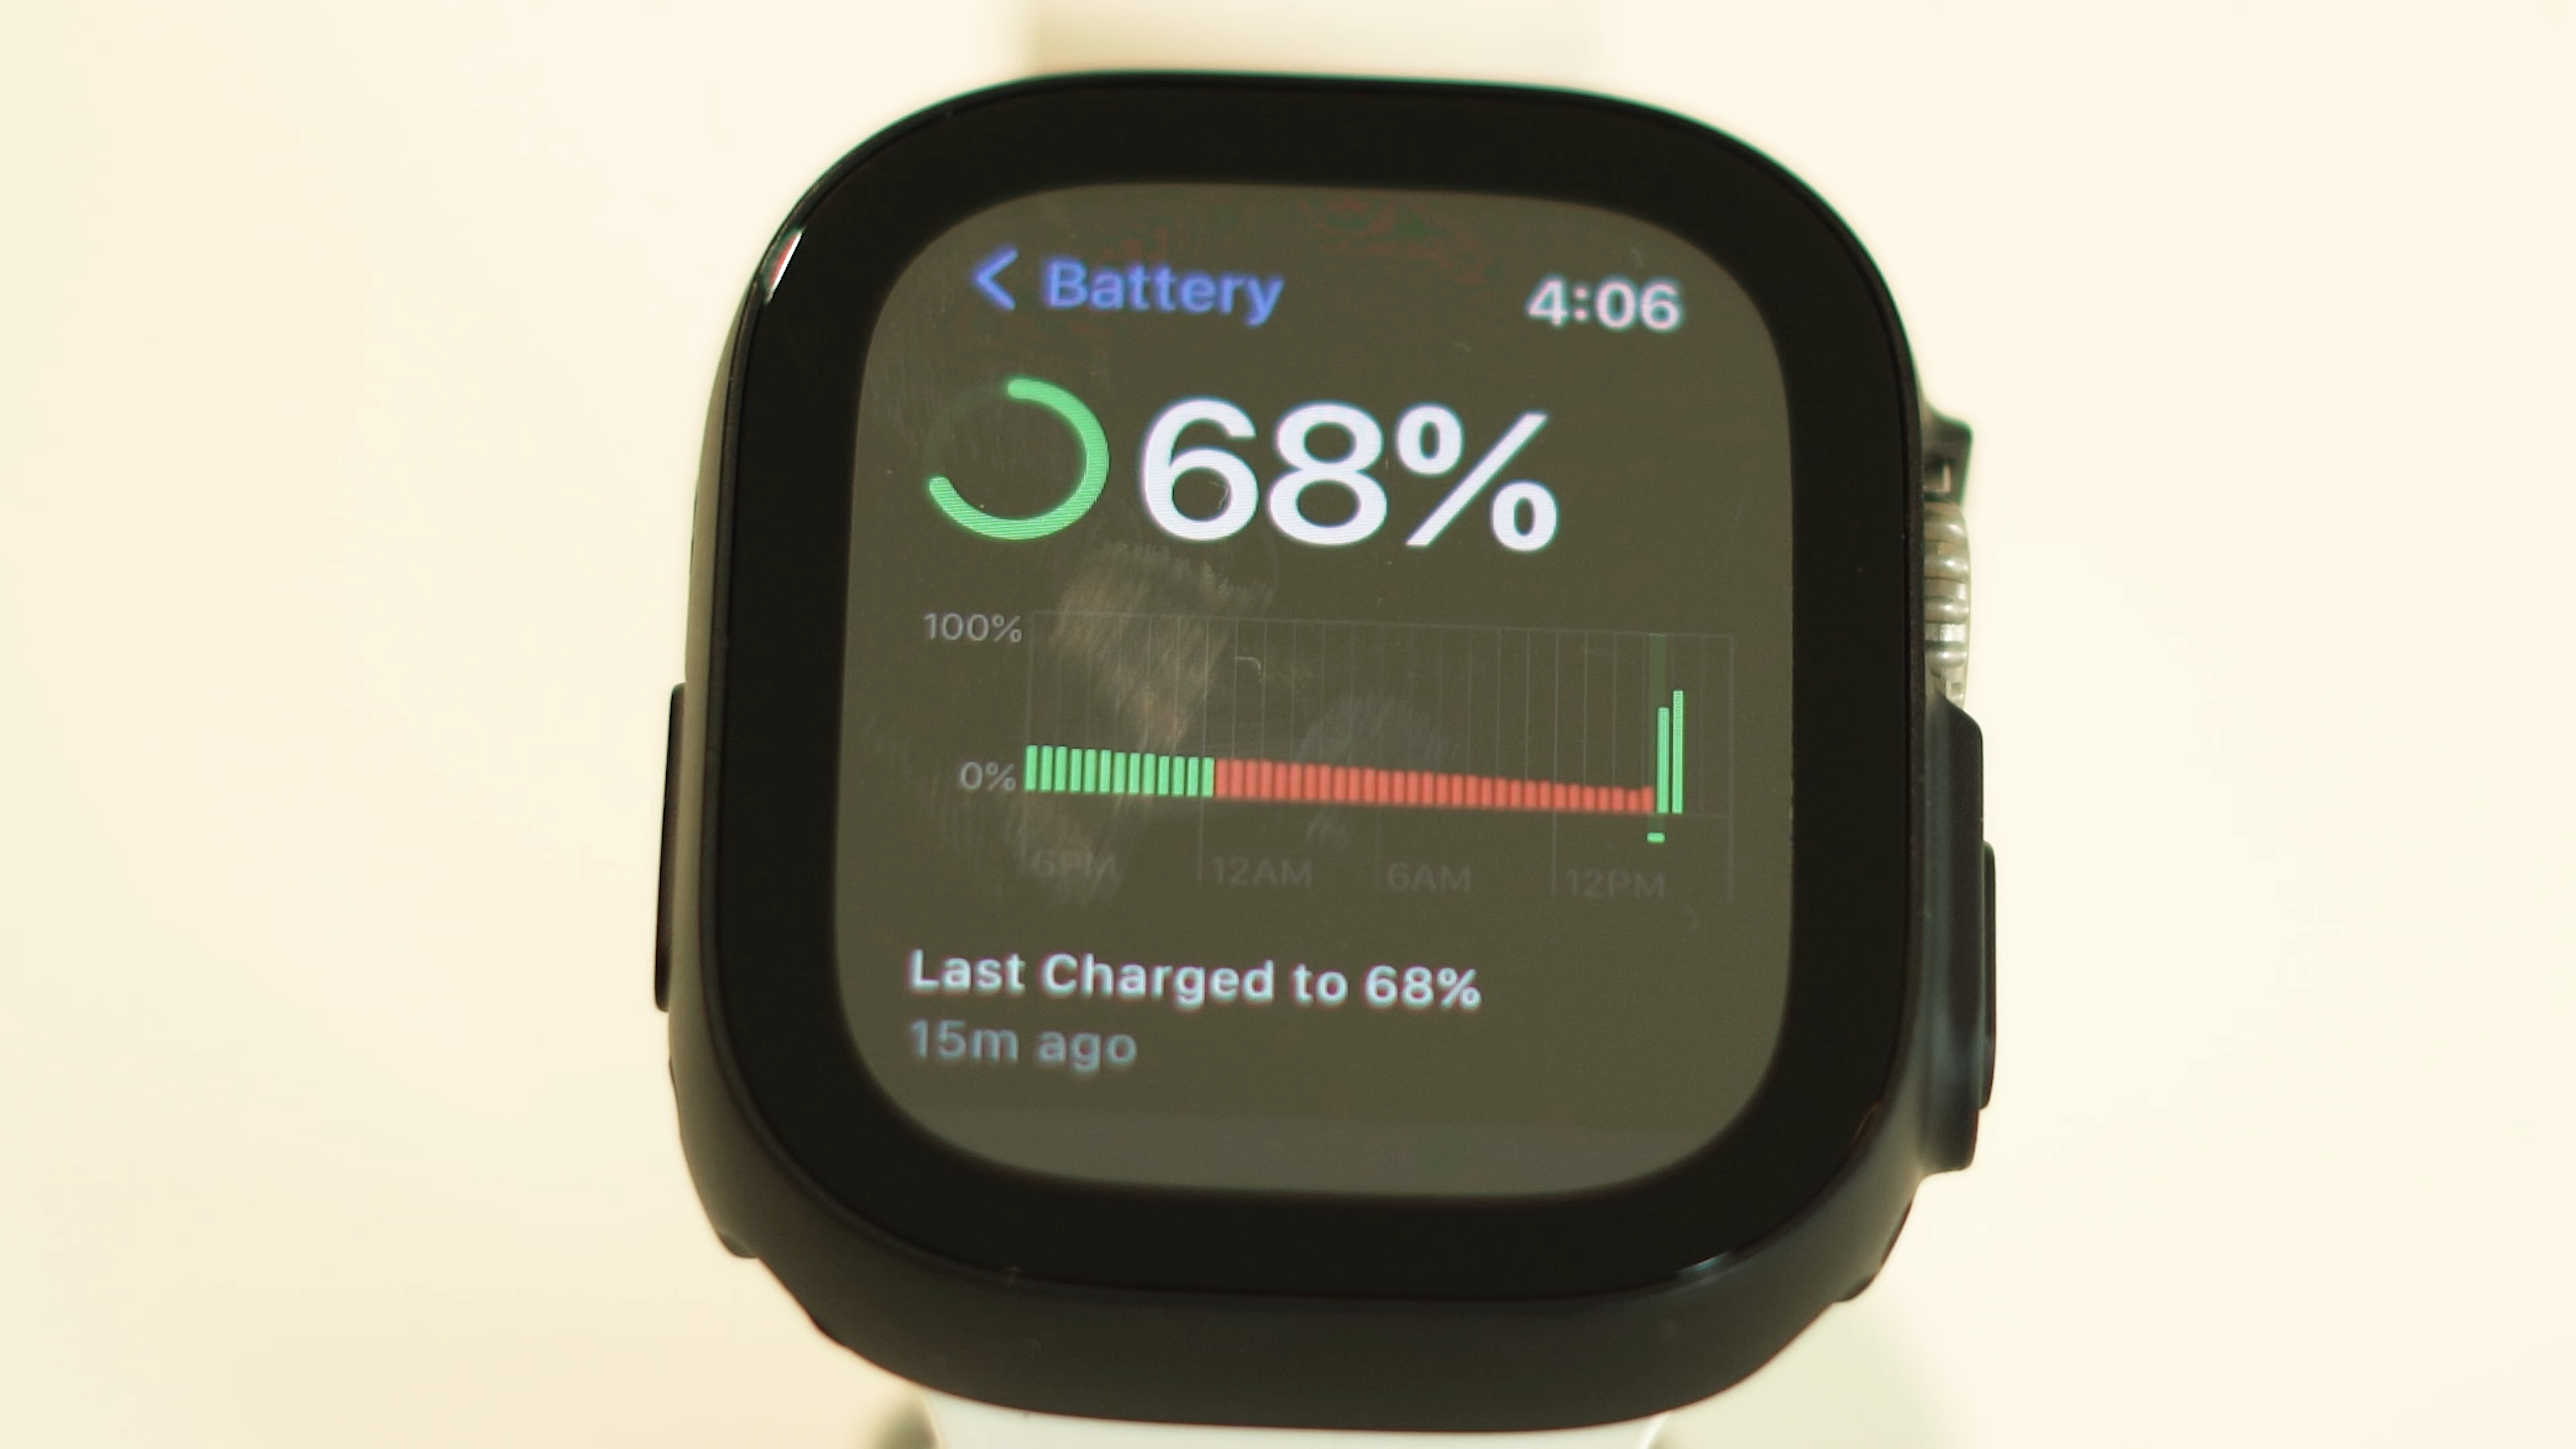 < Battery 4:06
68%
100%
0%
6PM 12AM 6AM 12PM
Last Charged to 68%
15m ago